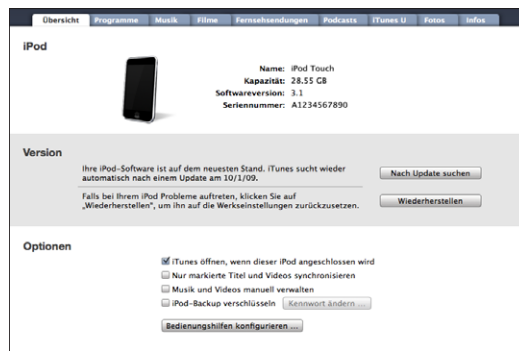 Übersicht Programme Musik Filme Fernsehsendungen Podcasts iTunes U Fotos Infos
iPod
Name: iPod Touch
Kapazität: 28.55 GB
Softwareversion: 3.1
Seriennummer: A1234567890
Version
Ihre iPod-Software ist auf dem neuesten Stand. iTunes sucht wieder
automatisch nach einem Update am 10/1/09.
Nach Update suchen
Falls bei Ihrem iPod Probleme auftreten, klicken Sie auf
„Wiederherstellen“, um ihn auf die Werkseinstellungen zurückzusetzen.
Wiederherstellen
Optionen
iTunes öffnen, wenn dieser iPod angeschlossen wird
Nur markierte Titel und Videos synchronisieren
Musik und Videos manuell verwalten
iPod-Backup verschlüsseln Kennwort ändern ...
Bedienungshilfen konfigurieren ...